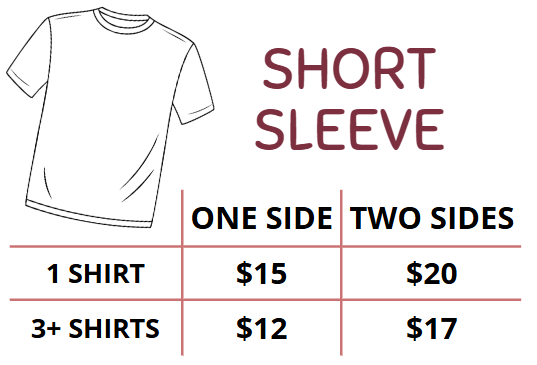 SHORT
SLEEVE
ONE SIDE TWO SIDES
1 SHIRT $15 $20
3+ SHIRTS $12 $17